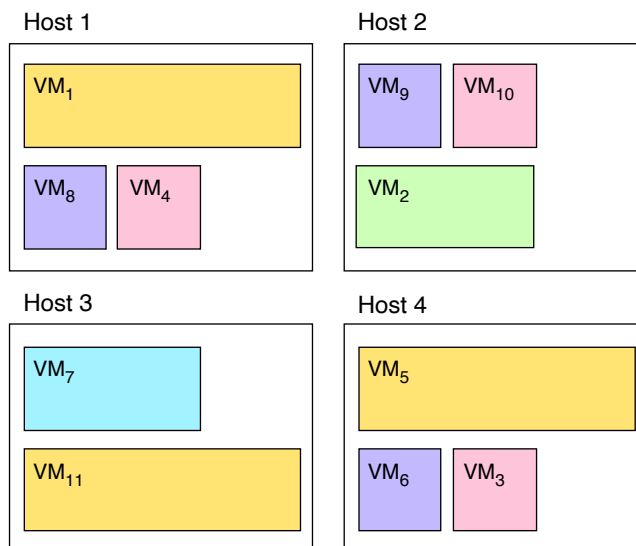 Host 1
VM₁
VM₈ VM₄
Host 2
VM₉ VM₁₀
VM₂
Host 3
VM₇
VM₁₁
Host 4
VM₅
VM₆ VM₃